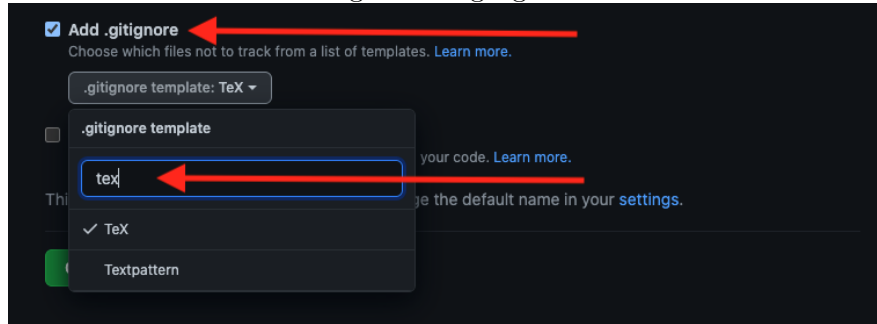 Add .gitignore
Choose which files not to track from a list of templates. Learn more.
.gitignore template: TeX
.gitignore template
your code. Learn more.
tex
Thi ge the default name in your settings.
TeX
Textpattern